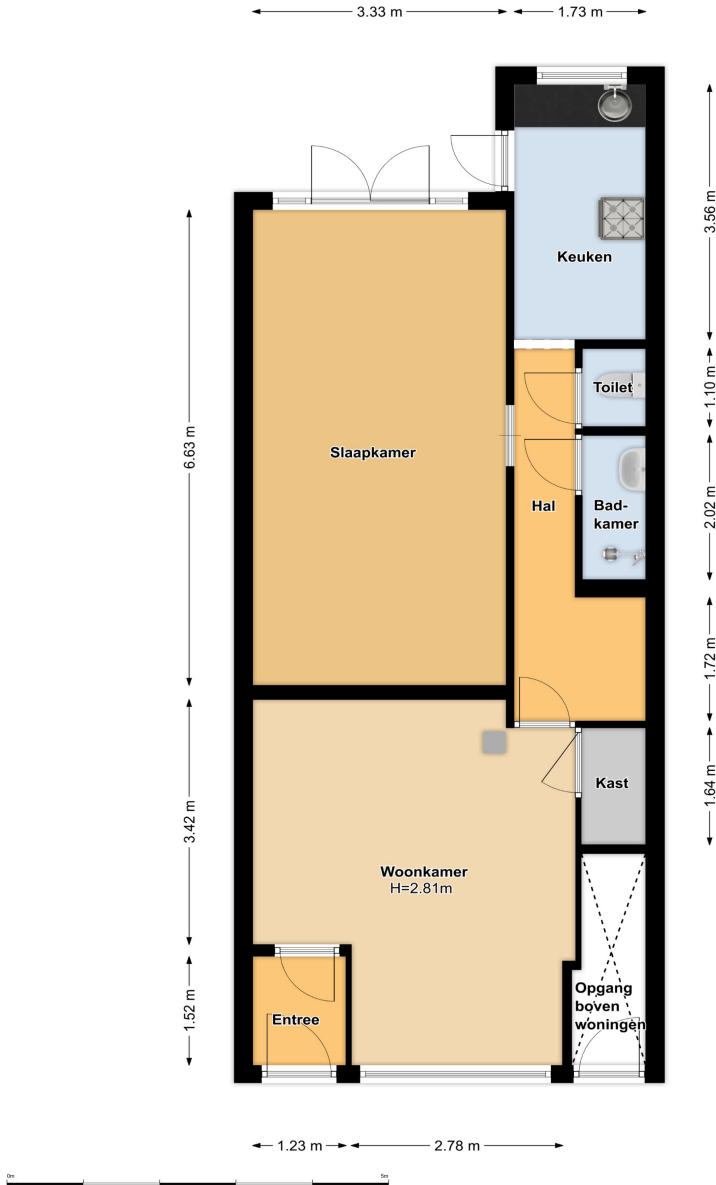 3.33 m
1.73 m
3.56 m
Keuken
1.10 m
Toilet
6.63 m
Slaapkamer
2.02 m
Hal
Bad-
kamer
1.72 m
1.64 m
Kast
3.42 m
Woonkamer
H=2.81m
1.52 m
Entree
Opgang
boven
woningen
1.23 m
2.78 m
0m
5m